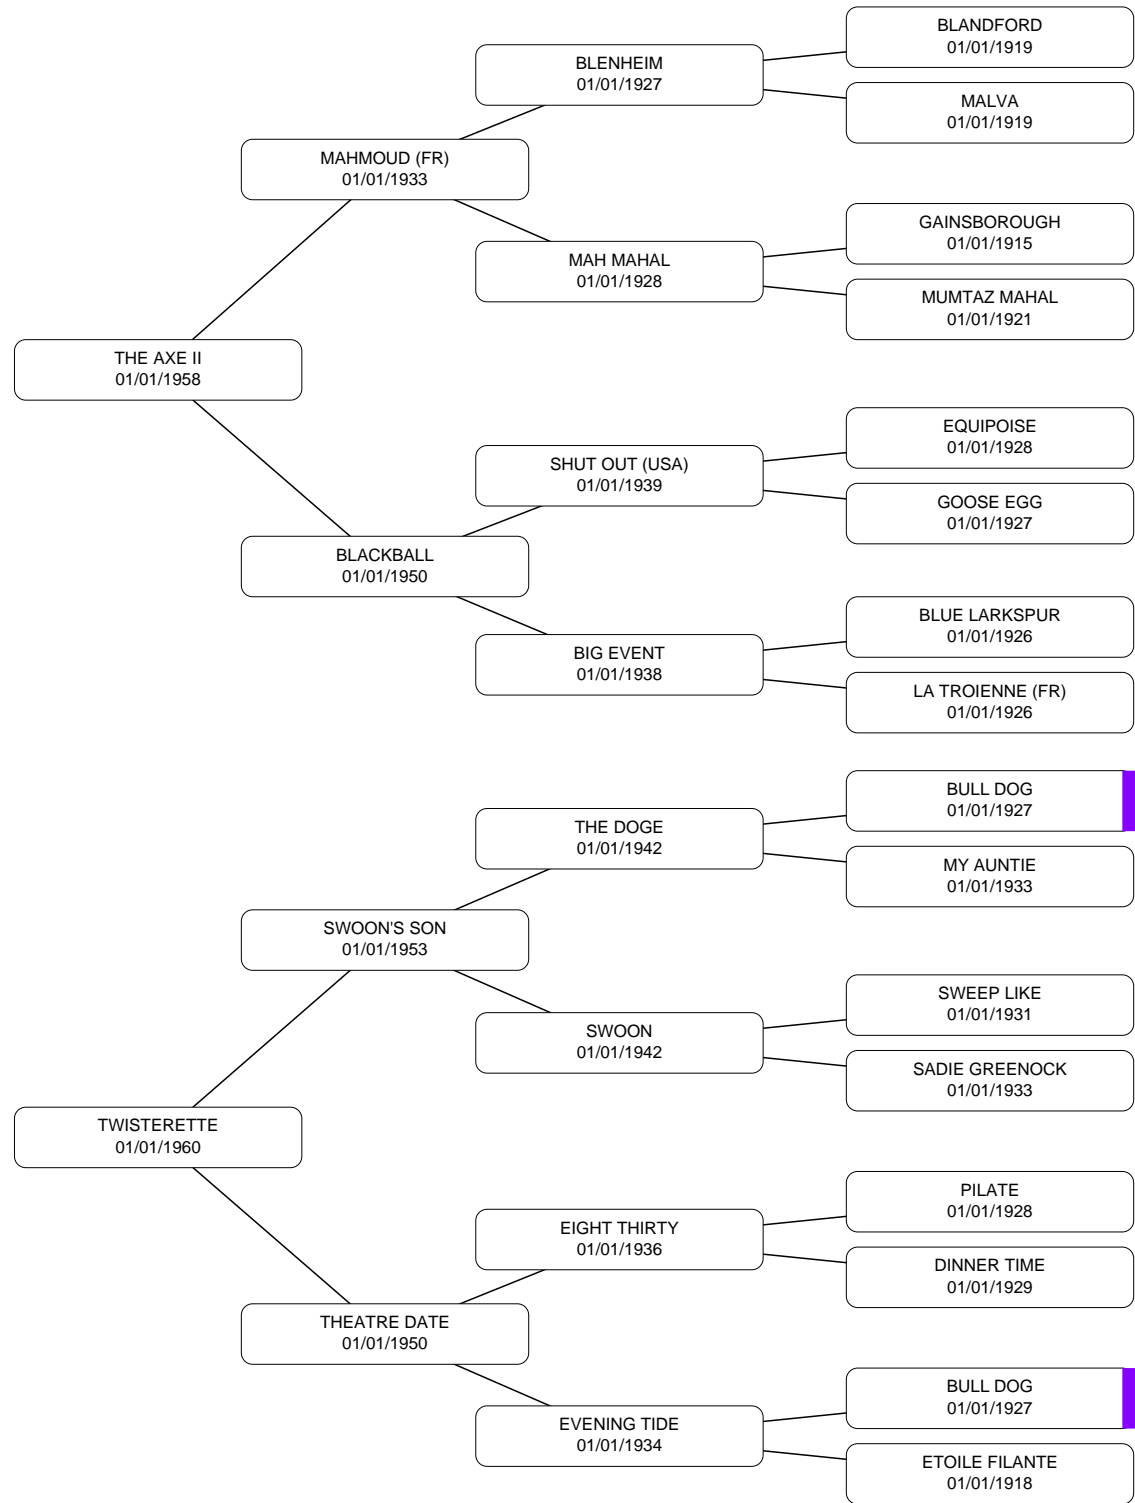 BLANDFORD
01/01/1919
BLENHEIM
01/01/1927
MALVA
01/01/1919
MAHMOUD (FR)
01/01/1933
GAINSBOROUGH
01/01/1915
MAH MAHAL
01/01/1928
MUMTAZ MAHAL
01/01/1921
THE AXE II
01/01/1958
EQUIPOISE
01/01/1928
SHUT OUT (USA)
01/01/1939
GOOSE EGG
01/01/1927
BLACKBALL
01/01/1950
BLUE LARKSPUR
01/01/1926
BIG EVENT
01/01/1938
LA TROIENNE (FR)
01/01/1926
BULL DOG
01/01/1927
THE DOGE
01/01/1942
MY AUNTIE
01/01/1933
SWOON'S SON
01/01/1953
SWEEP LIKE
01/01/1931
SWOON
01/01/1942
SADIE GREENOCK
01/01/1933
TWISTERETTE
01/01/1960
PILATE
01/01/1928
EIGHT THIRTY
01/01/1936
DINNER TIME
01/01/1929
THEATRE DATE
01/01/1950
BULL DOG
01/01/1927
EVENING TIDE
01/01/1934
ETOILE FILANTE
01/01/1918